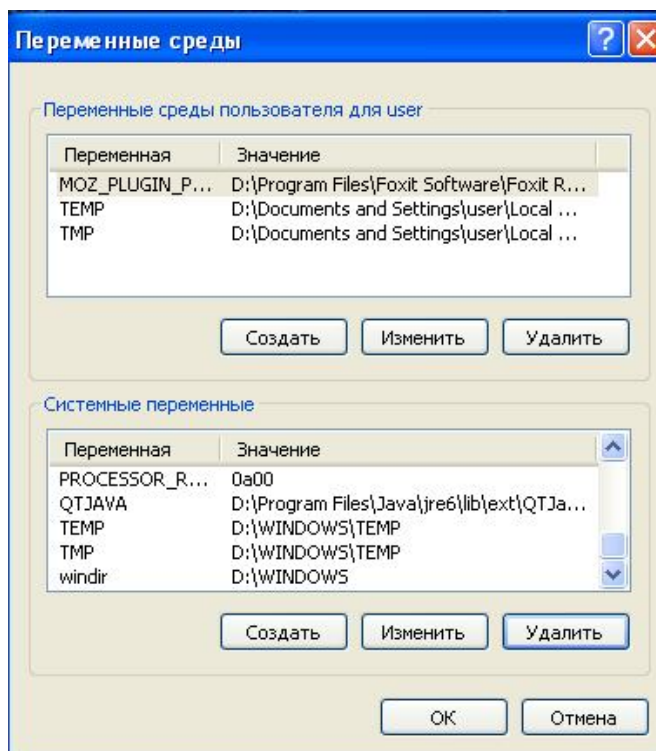 Переменные среды
Переменные среды пользователя для user
Переменная Значение
MOZ_PLUGIN_P... D:\Program Files\Foxit Software\Foxit R...
TEMP D:\Documents and Settings\user\Local ...
TMP D:\Documents and Settings\user\Local ...
Создать Изменить Удалить
Системные переменные
Переменная Значение
PROCESSOR_R... 0a00
QTJAVA D:\Program Files\Java\jre6\lib\ext\QTJa...
TEMP D:\WINDOWS\TEMP
TMP D:\WINDOWS\TEMP
windir D:\WINDOWS
Создать Изменить Удалить
ОК Отмена